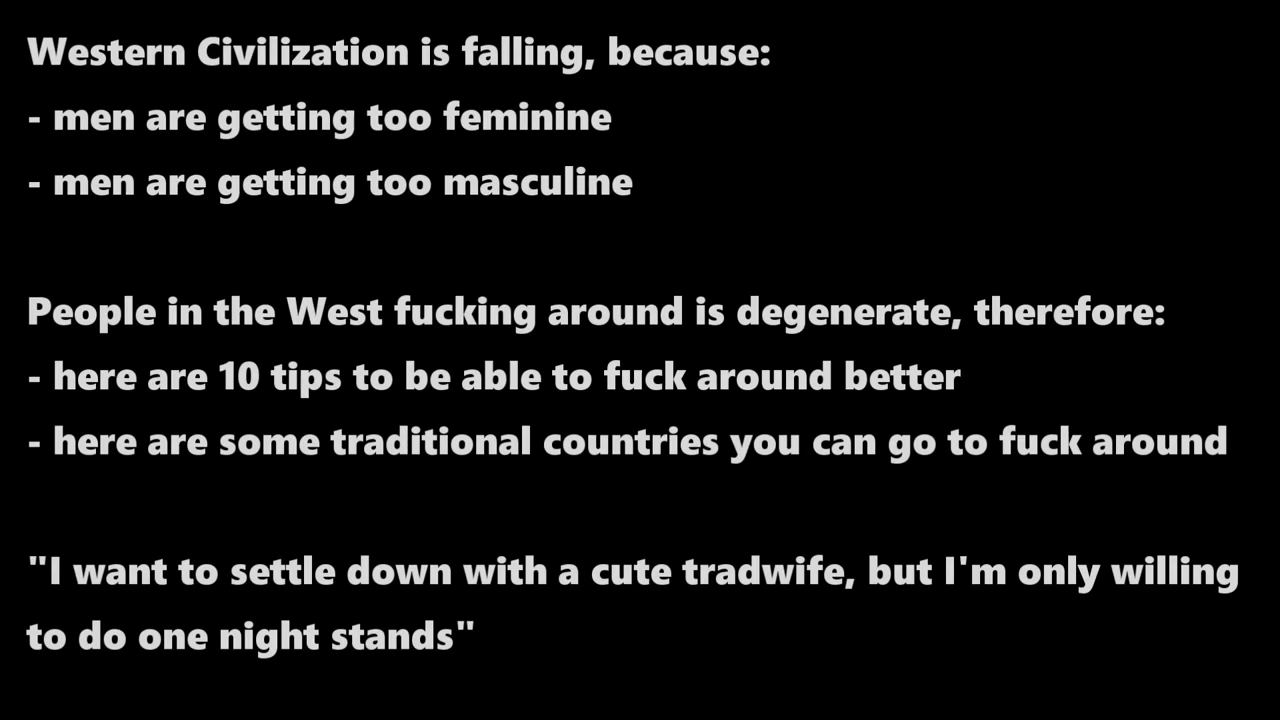 Western Civilization is falling, because:
- men are getting too feminine
- men are getting too masculine
People in the West fucking around is degenerate, therefore:
- here are 10 tips to be able to fuck around better
- here are some traditional countries you can go to fuck around
"I want to settle down with a cute tradwife, but I'm only willing
to do one night stands"